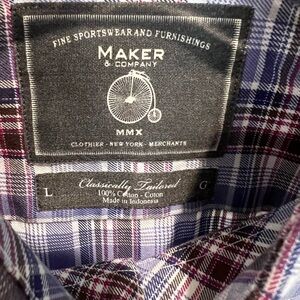 FINE SPORTSWEAR AND FURNISHINGS
MAKER
& COMPANY
MMX
CLOTHIER - NEW YORK - MERCHANTS
L
Classically Tailored
100% Cotton - Coton
Made in Indonesia
G